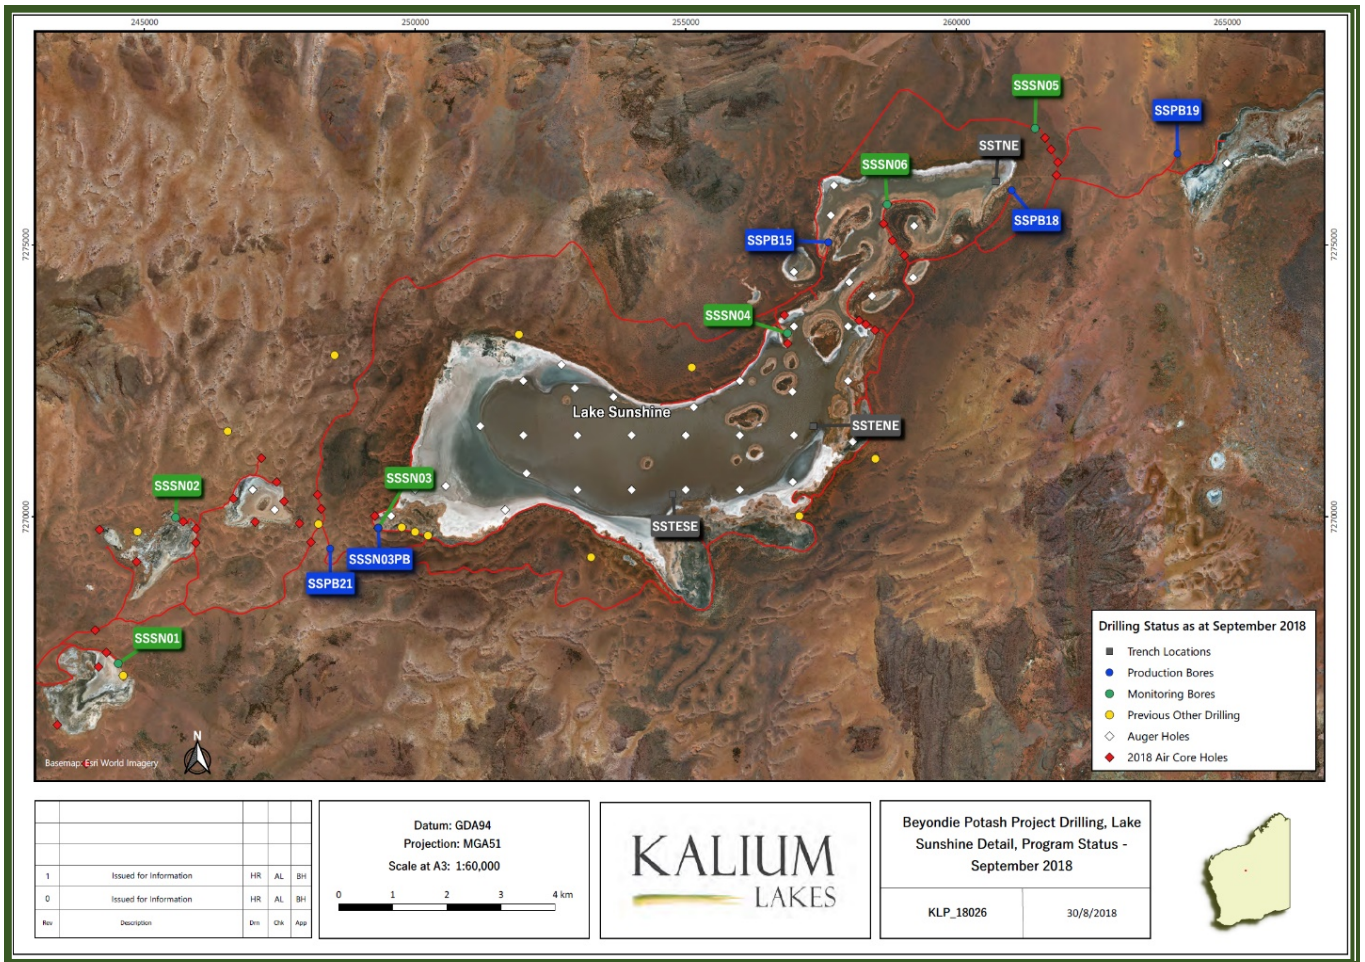 245000 250000 255000 260000 265000
SSSN05
SSPB19
SSTNE
SSSN06
SSPB18
SSPB15
7275000 7275000
SSSN04
Lake Sunshine
SSTENE
SSSN03
SSSN02
7270000 7270000
SSTESE
SSSN03PB
SSPB21
SSSN01
Drilling Status as at September 2018
Trench Locations
Production Bores
Monitoring Bores
Previous Other Drilling
Auger Holes
2018 Air Core Holes
N
Basemap: Esri World Imagery
1 Issued for Information HR AL BH
0 Issued for Information HR AL BH
Rev Description Drn Chk App
Datum: GDA94
Projection: MGA51
Scale at A3: 1:60,000
0 1 2 3 4 km
KALIUM
LAKES
Beyondie Potash Project Drilling, Lake
Sunshine Detail, Program Status -
September 2018
KLP_18026 30/8/2018